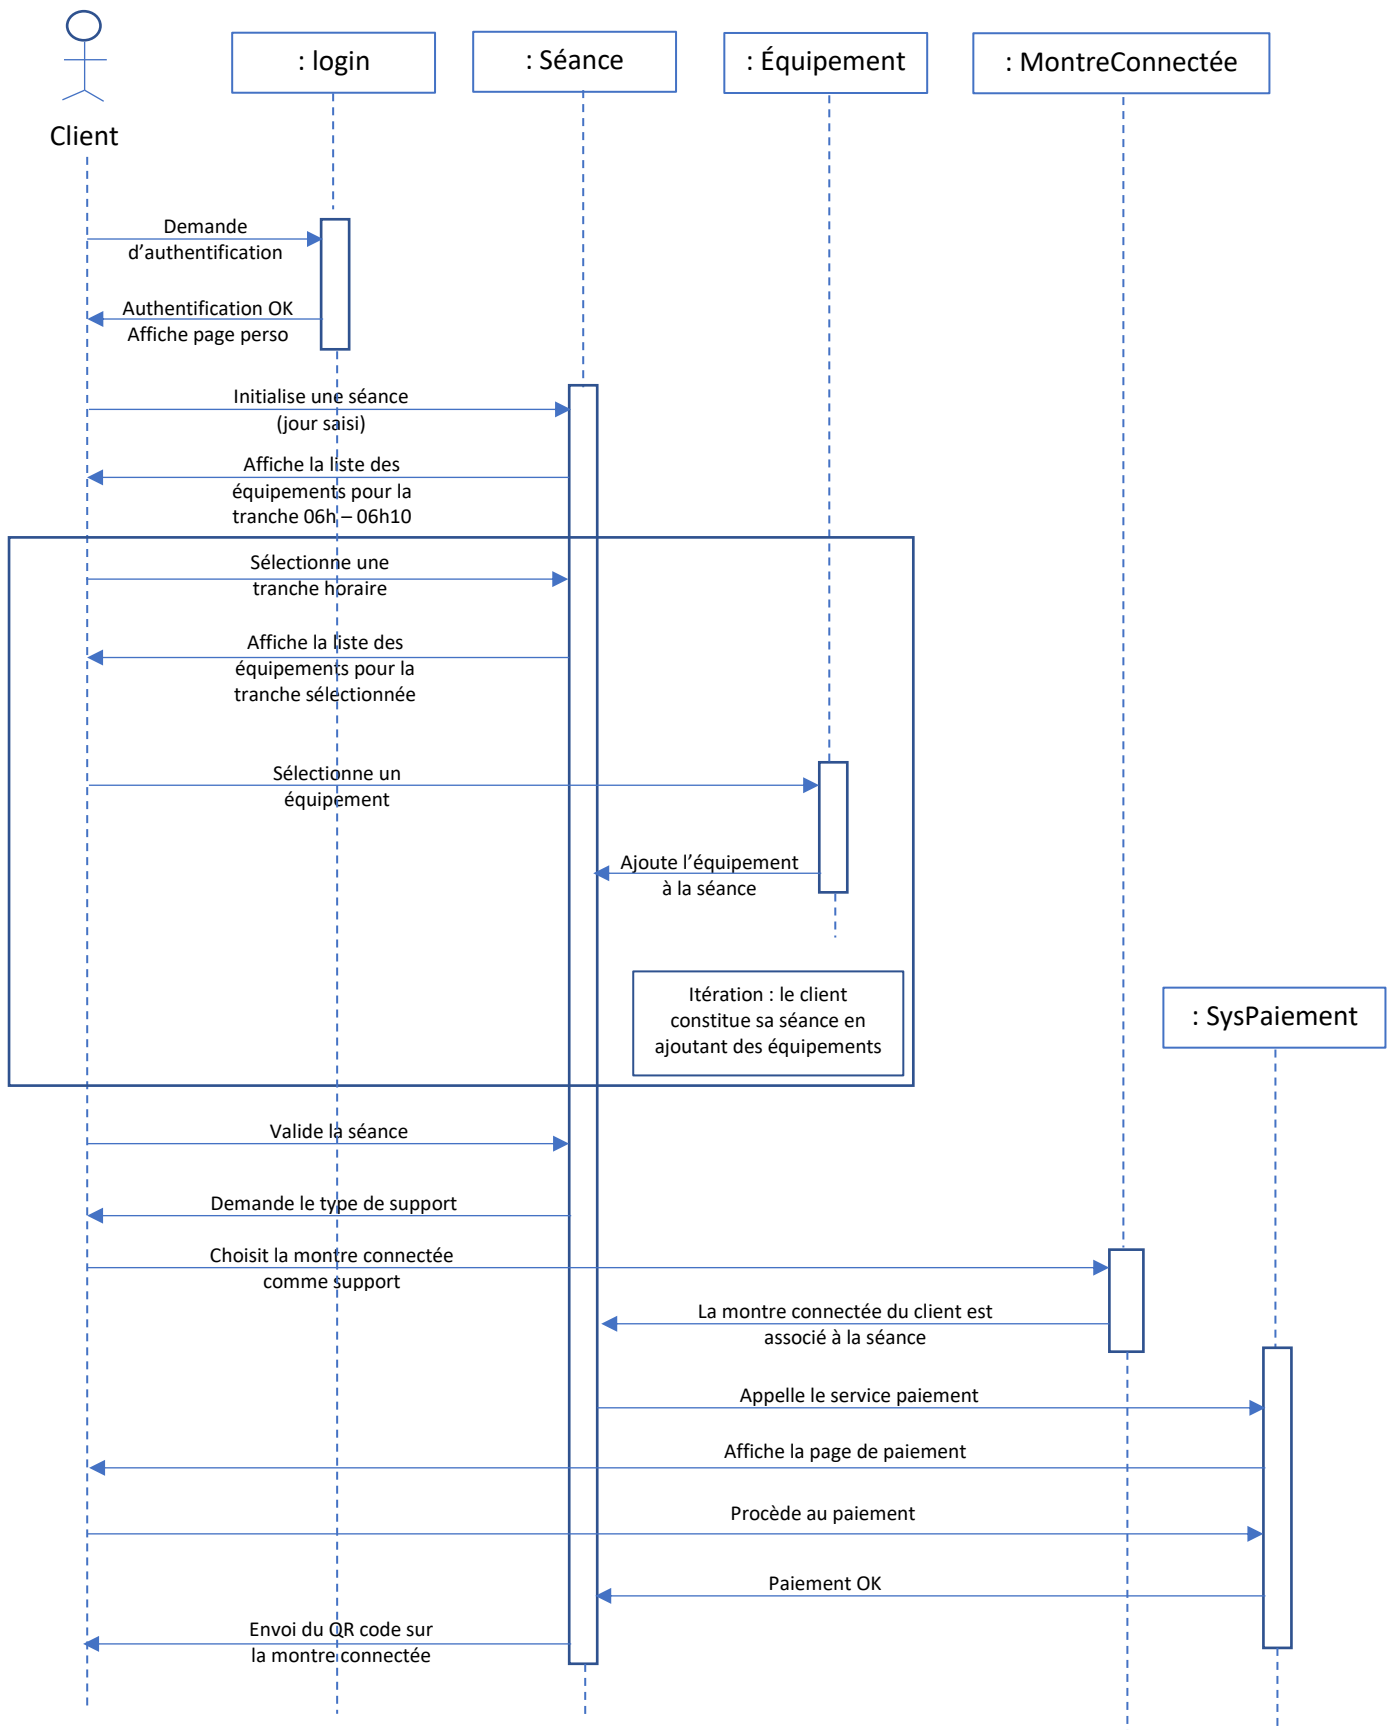 Client
: login
: Séance
: Équipement
: MontreConnectée
Demande
d’authentification
Authentification OK
Affiche page perso
Initialise une séance
(jour saisi)
Affiche la liste des
équipements pour la
tranche 06h – 06h10
Sélectionne une
tranche horaire
Affiche la liste des
équipements pour la
tranche sélectionnée
Sélectionne un
équipement
Ajoute l’équipement
à la séance
Itération : le client
constitue sa séance en
ajoutant des équipements
: SysPaiement
Valide la séance
Demande le type de support
Choisit la montre connectée
comme support
La montre connectée du client est
associé à la séance
Appelle le service paiement
Affiche la page de paiement
Procède au paiement
Paiement OK
Envoi du QR code sur
la montre connectée